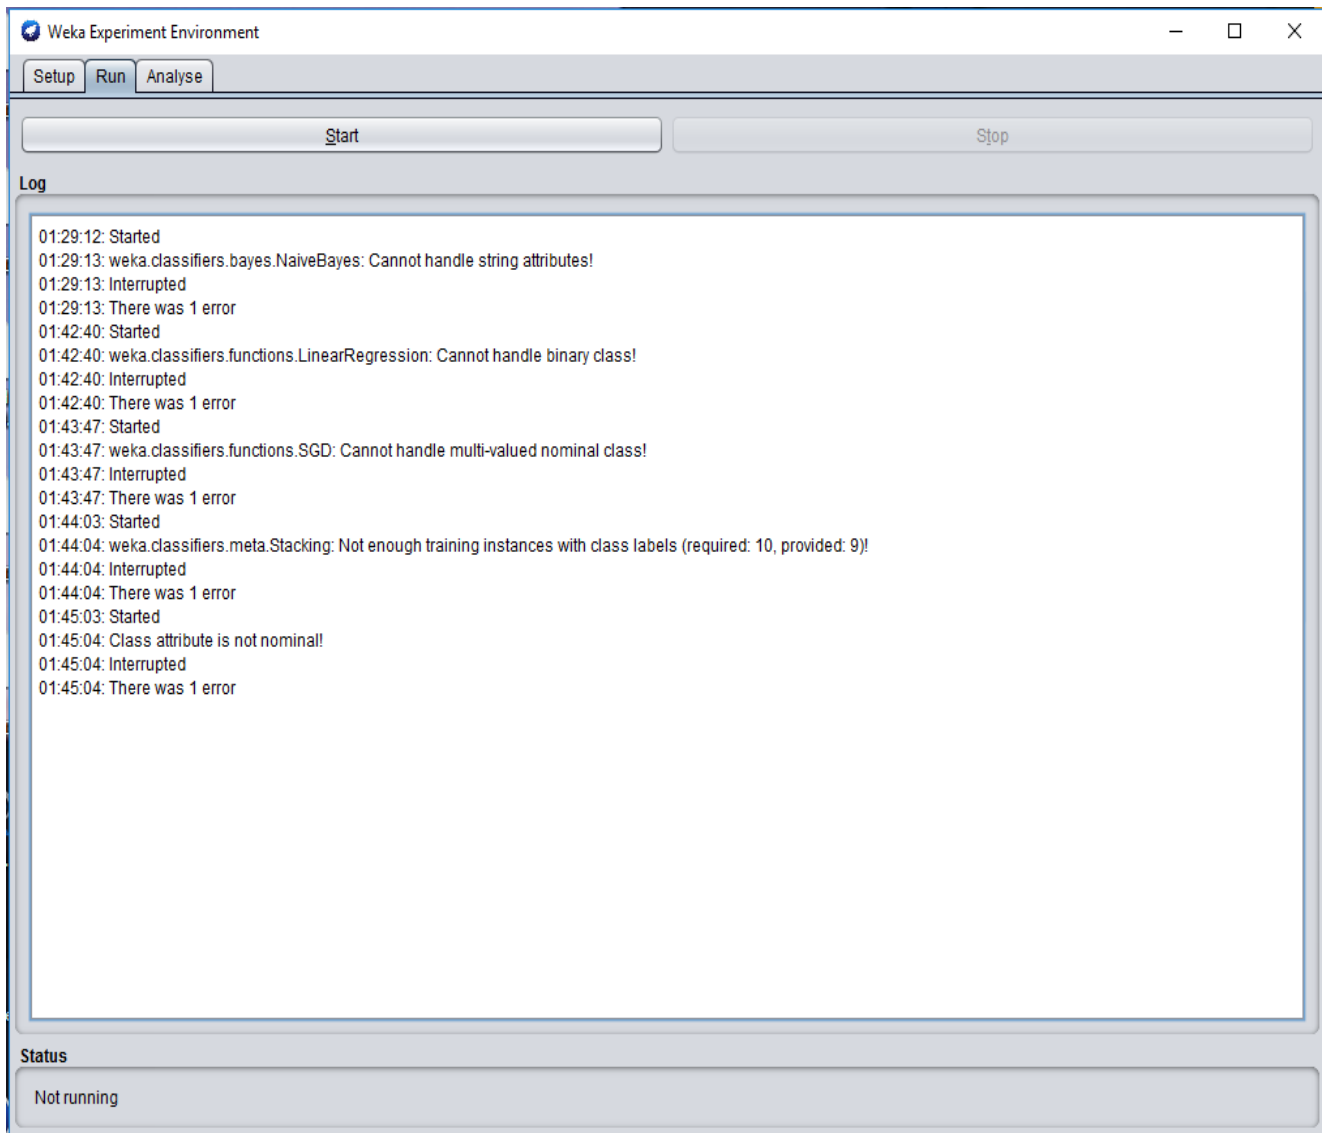 Weka Experiment Environment
Setup Run Analyse
Start Stop
Log
01:29:12: Started
01:29:13: weka.classifiers.bayes.NaiveBayes: Cannot handle string attributes!
01:29:13: Interrupted
01:29:13: There was 1 error
01:42:40: Started
01:42:40: weka.classifiers.functions.LinearRegression: Cannot handle binary class!
01:42:40: Interrupted
01:42:40: There was 1 error
01:43:47: Started
01:43:47: weka.classifiers.functions.SGD: Cannot handle multi-valued nominal class!
01:43:47: Interrupted
01:43:47: There was 1 error
01:44:03: Started
01:44:04: weka.classifiers.meta.Stacking: Not enough training instances with class labels (required: 10, provided: 9)!
01:44:04: Interrupted
01:44:04: There was 1 error
01:45:03: Started
01:45:04: Class attribute is not nominal!
01:45:04: Interrupted
01:45:04: There was 1 error
Status
Not running